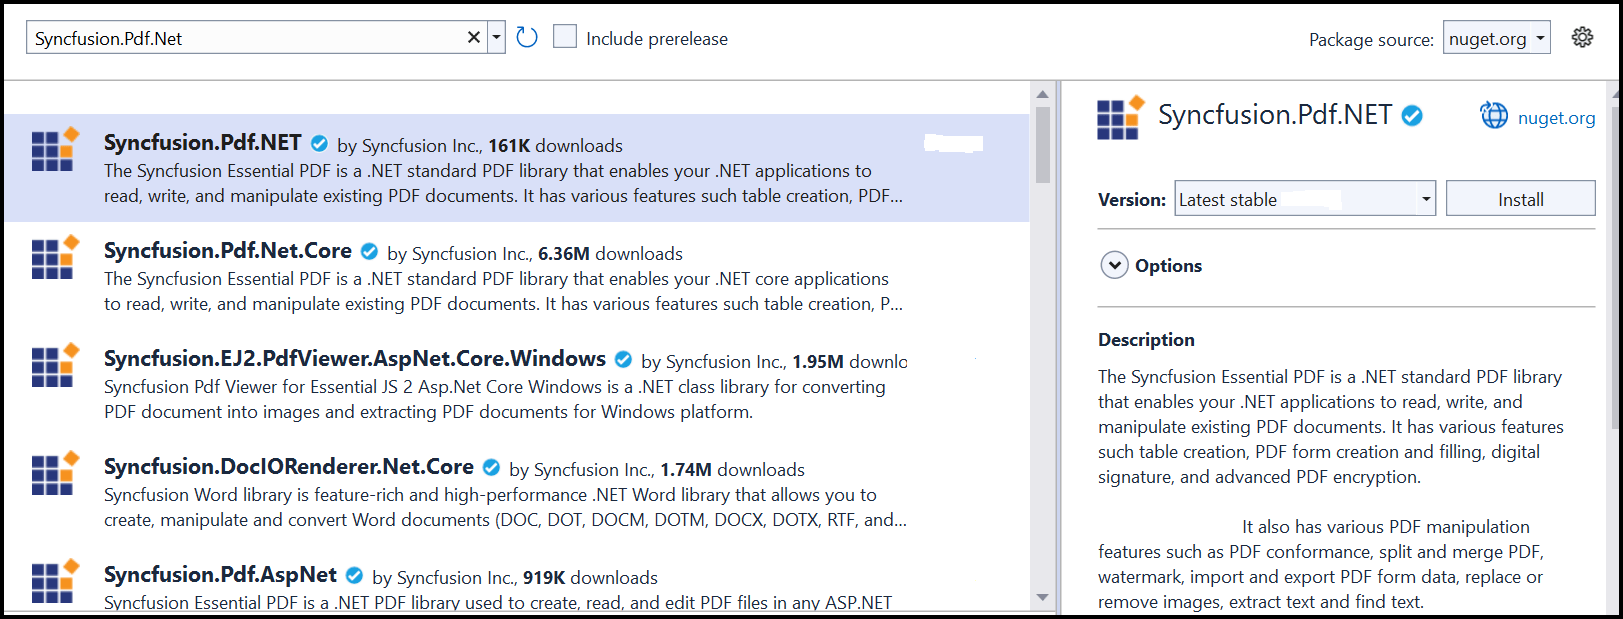 Syncfusion.Pdf.Net
Include prerelease
Package source: nuget.org
Syncfusion.Pdf.NET by Syncfusion Inc., 161K downloads
The Syncfusion Essential PDF is a .NET standard PDF library that enables your .NET applications to
read, write, and manipulate existing PDF documents. It has various features such table creation, PDF...
Syncfusion.Pdf.Net.Core by Syncfusion Inc., 6.36M downloads
The Syncfusion Essential PDF is a .NET standard PDF library that enables your .NET core applications
to read, write, and manipulate existing PDF documents. It has various features such table creation, P...
Syncfusion.EJ2.PdfViewer.AspNet.Core.Windows by Syncfusion Inc., 1.95M downlo
Syncfusion Pdf Viewer for Essential JS 2 Asp.Net Core Windows is a .NET class library for converting
PDF document into images and extracting PDF documents for Windows platform.
Syncfusion.DocIORenderer.Net.Core by Syncfusion Inc., 1.74M downloads
Syncfusion Word library is feature-rich and high-performance .NET Word library that allows you to
create, manipulate and convert Word documents (DOC, DOT, DOCM, DOTM, DOCX, DOTX, RTF, and...
Syncfusion.Pdf.AspNet by Syncfusion Inc., 919K downloads
Syncfusion Essential PDF is a .NET PDF library used to create, read, and edit PDF files in any ASP.NET
Syncfusion.Pdf.NET
nuget.org
Version: Latest stable
Install
Options
Description
The Syncfusion Essential PDF is a .NET standard PDF library
that enables your .NET applications to read, write, and
manipulate existing PDF documents. It has various features
such table creation, PDF form creation and filling, digital
signature, and advanced PDF encryption.
It also has various PDF manipulation
features such as PDF conformance, split and merge PDF,
watermark, import and export PDF form data, replace or
remove images, extract text and find text.